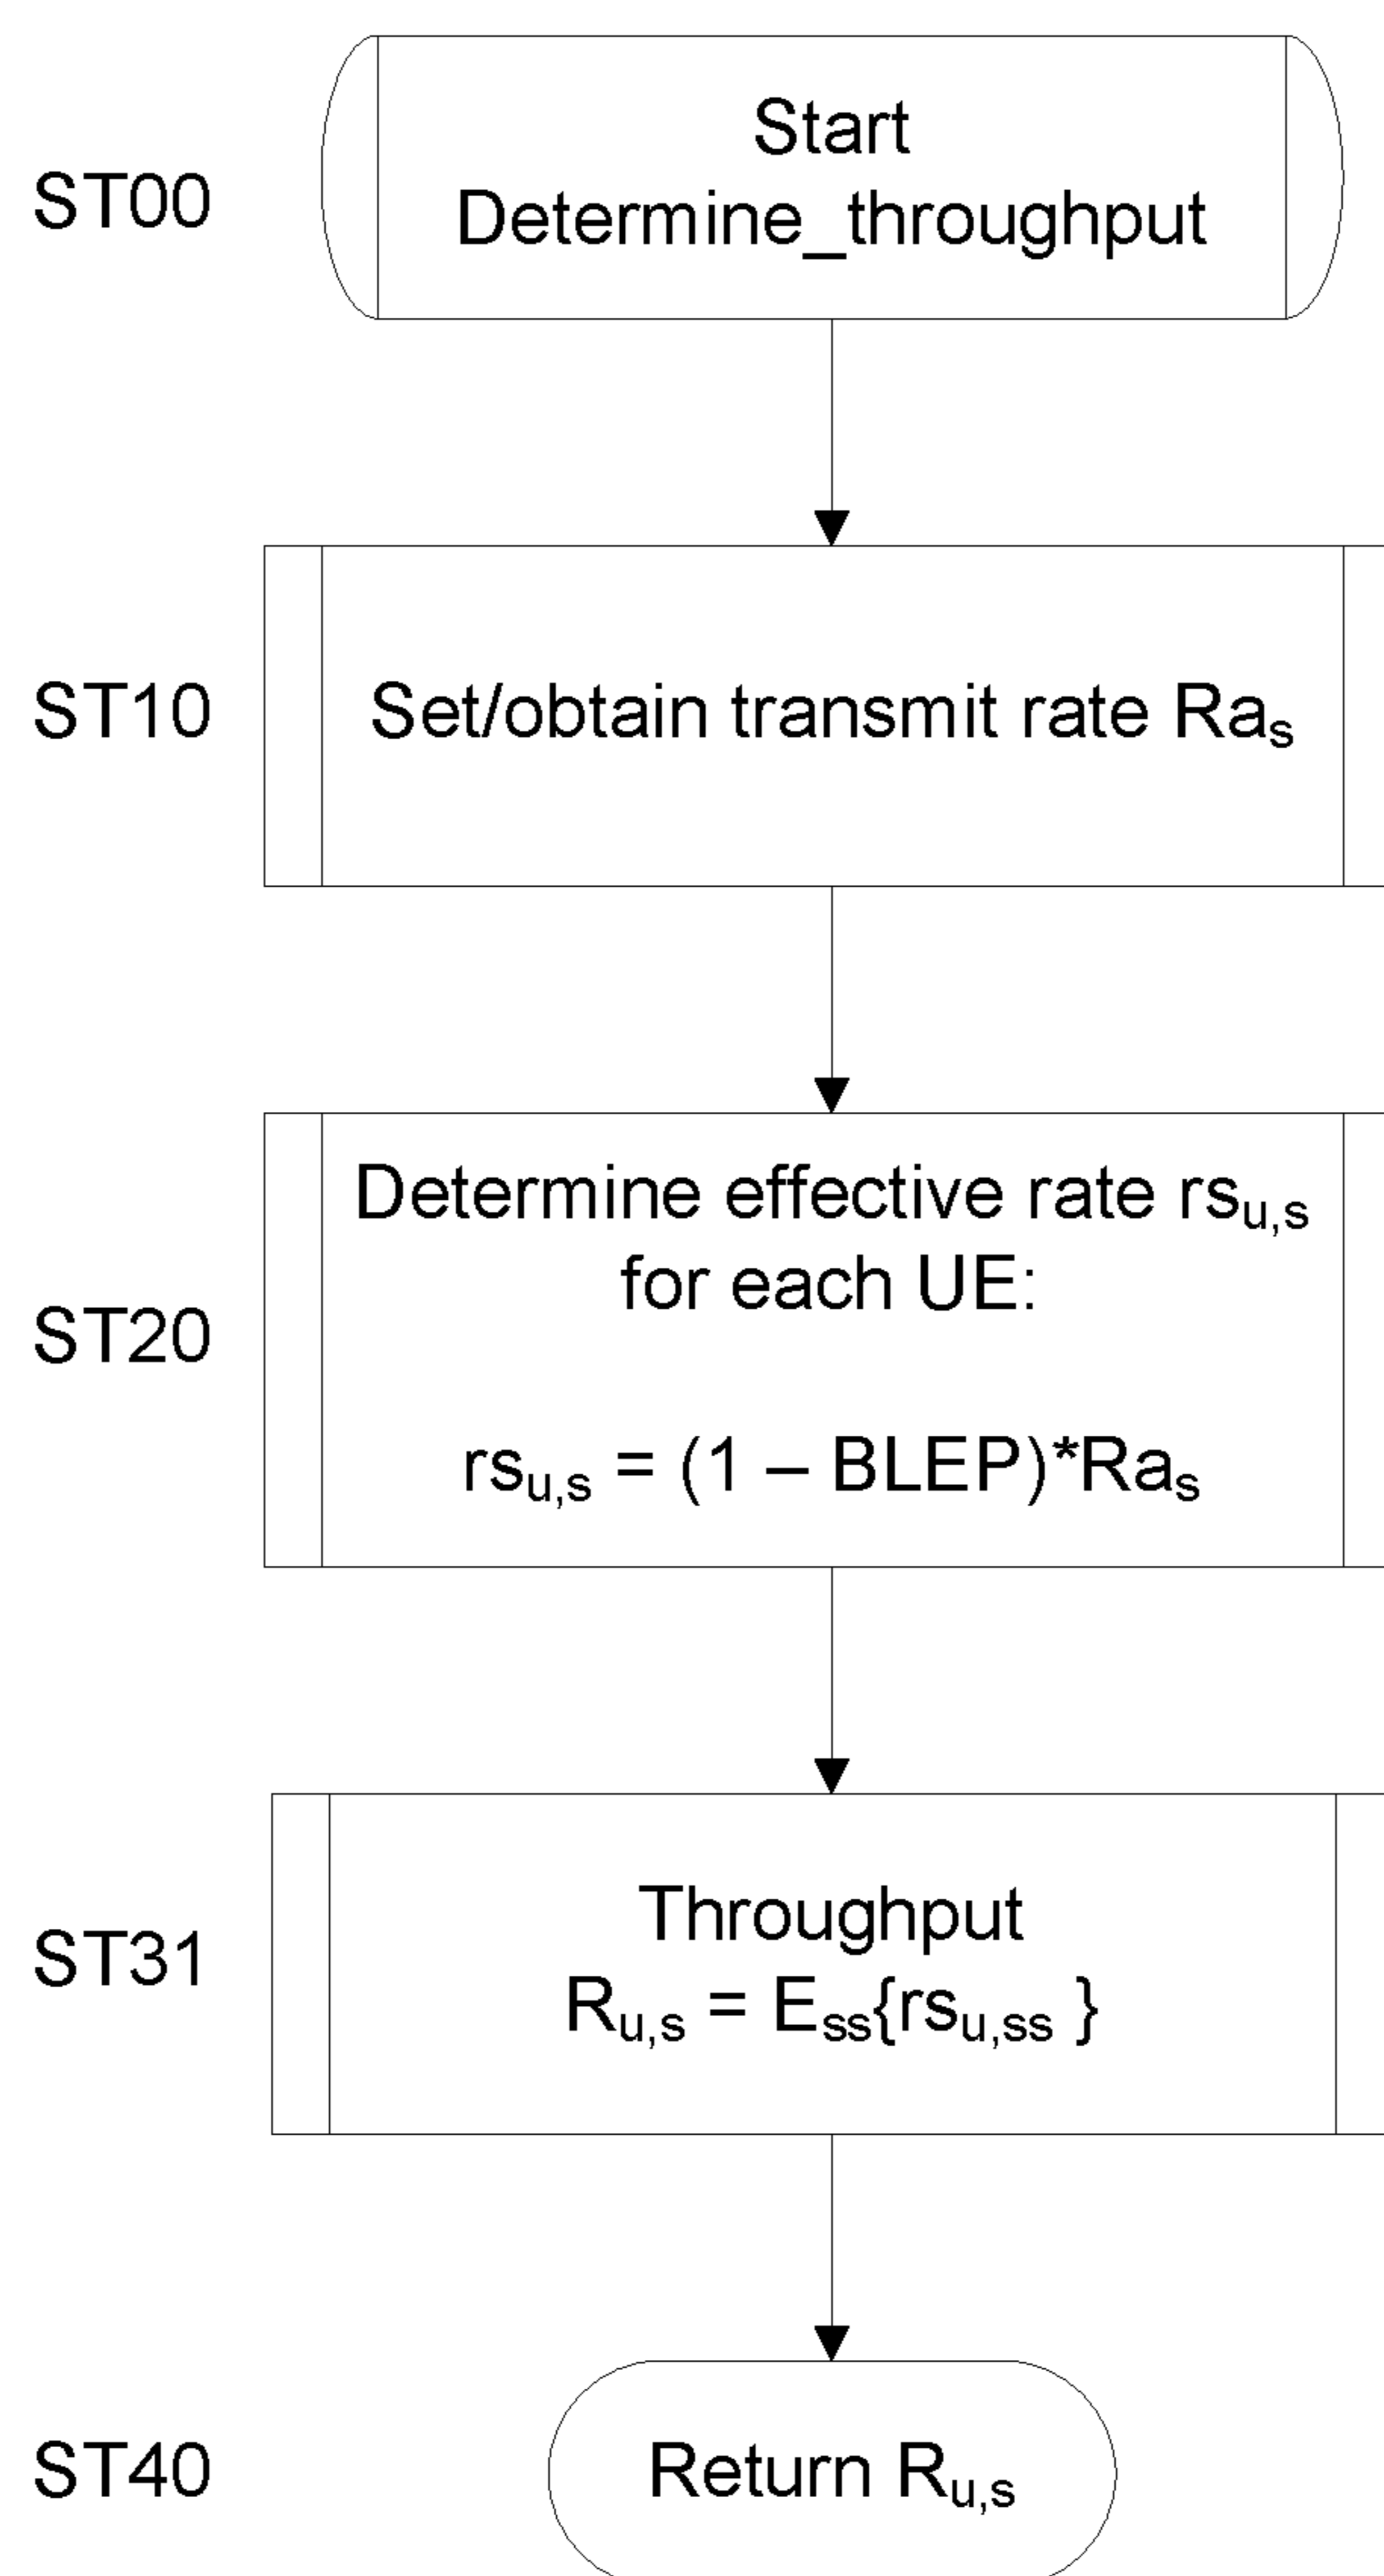 ST00
Start
Determine_throughput
ST10
Set/obtain transmit rate Raₛ
ST20
Determine effective rate rsᵤ,ₛ
for each UE:
rsᵤ,ₛ = (1 – BLEP)*Raₛ
ST31
Throughput
Rᵤ,ₛ = Eₛₛ{rsᵤ,ₛₛ }
ST40
Return Rᵤ,ₛ